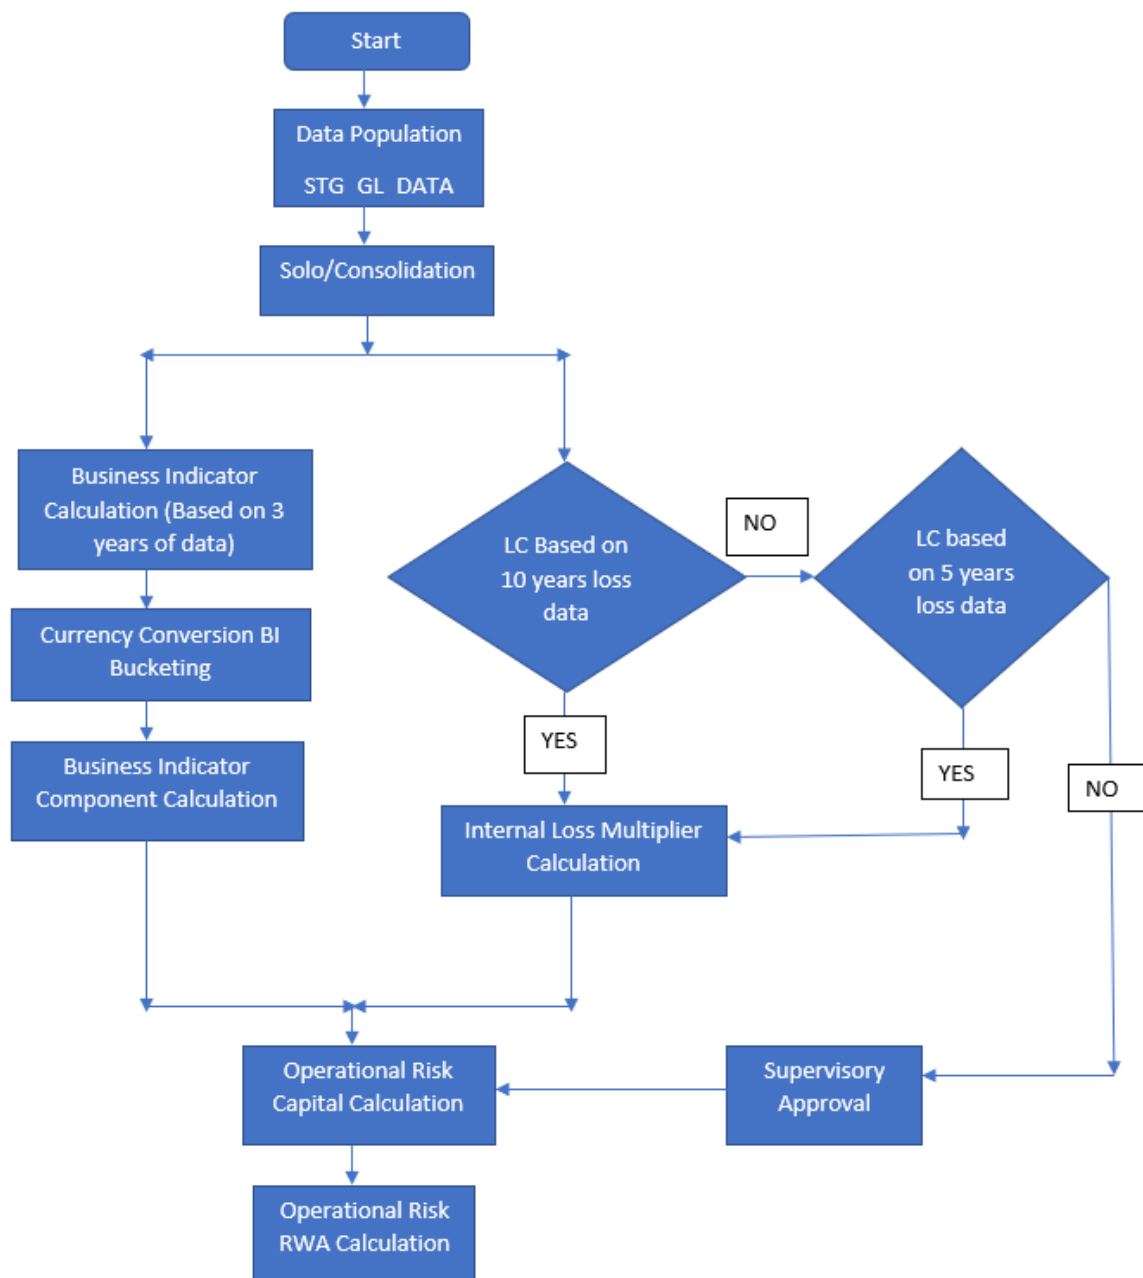 Start
Data Population
STG GL DATA
Solo/Consolidation
Business Indicator
Calculation (Based on 3
years of data)
LC Based on
10 years loss
data
NO
LC based
on 5 years
loss data
Currency Conversion BI
Bucketing
YES
YES
NO
Business Indicator
Component Calculation
Internal Loss Multiplier
Calculation
Operational Risk
Capital Calculation
Supervisory
Approval
Operational Risk
RWA Calculation